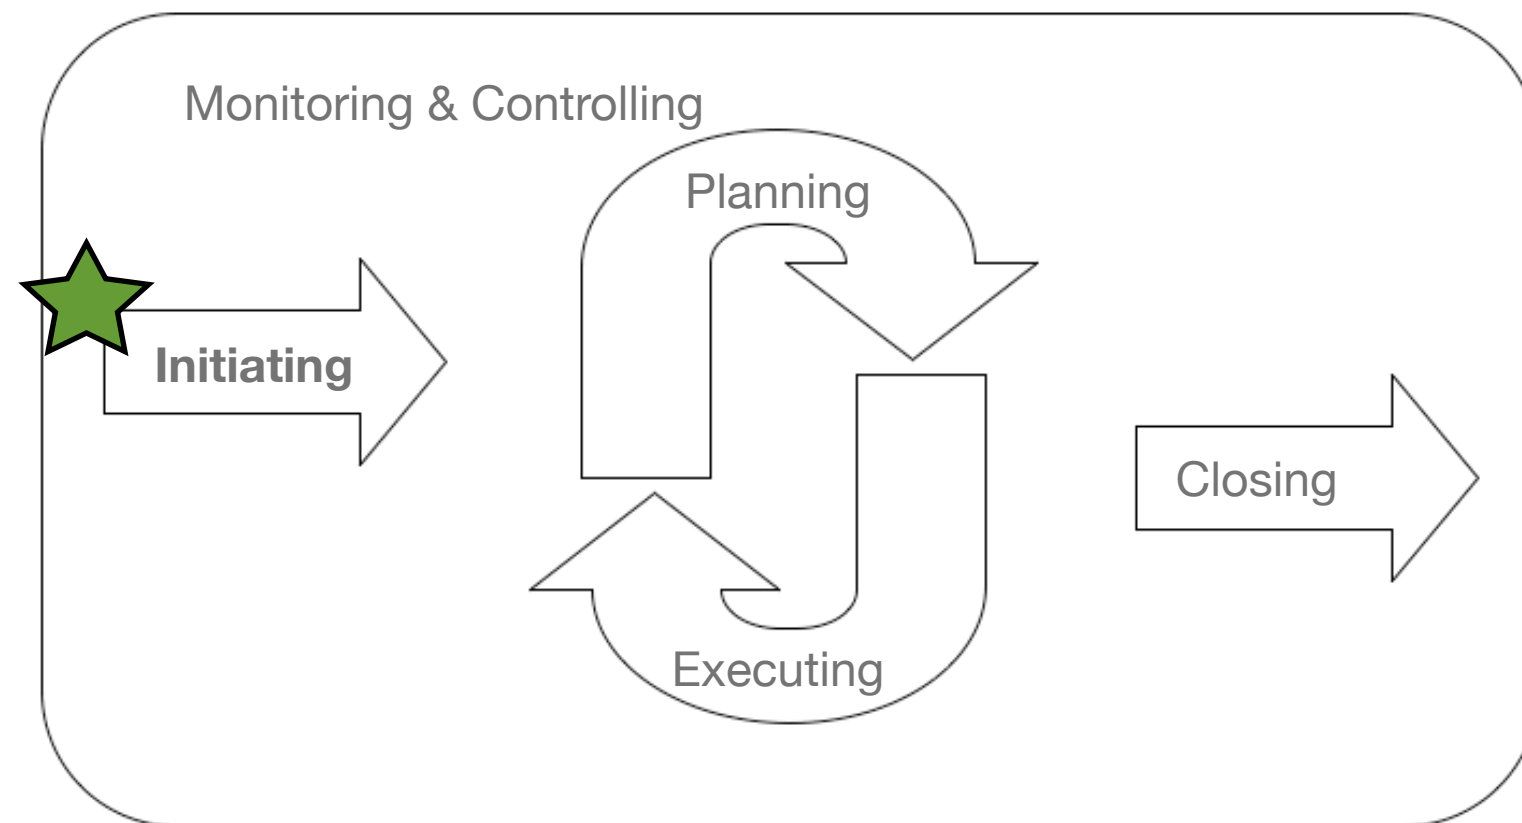 Monitoring & Controlling
Planning
Initiating
Closing
Executing